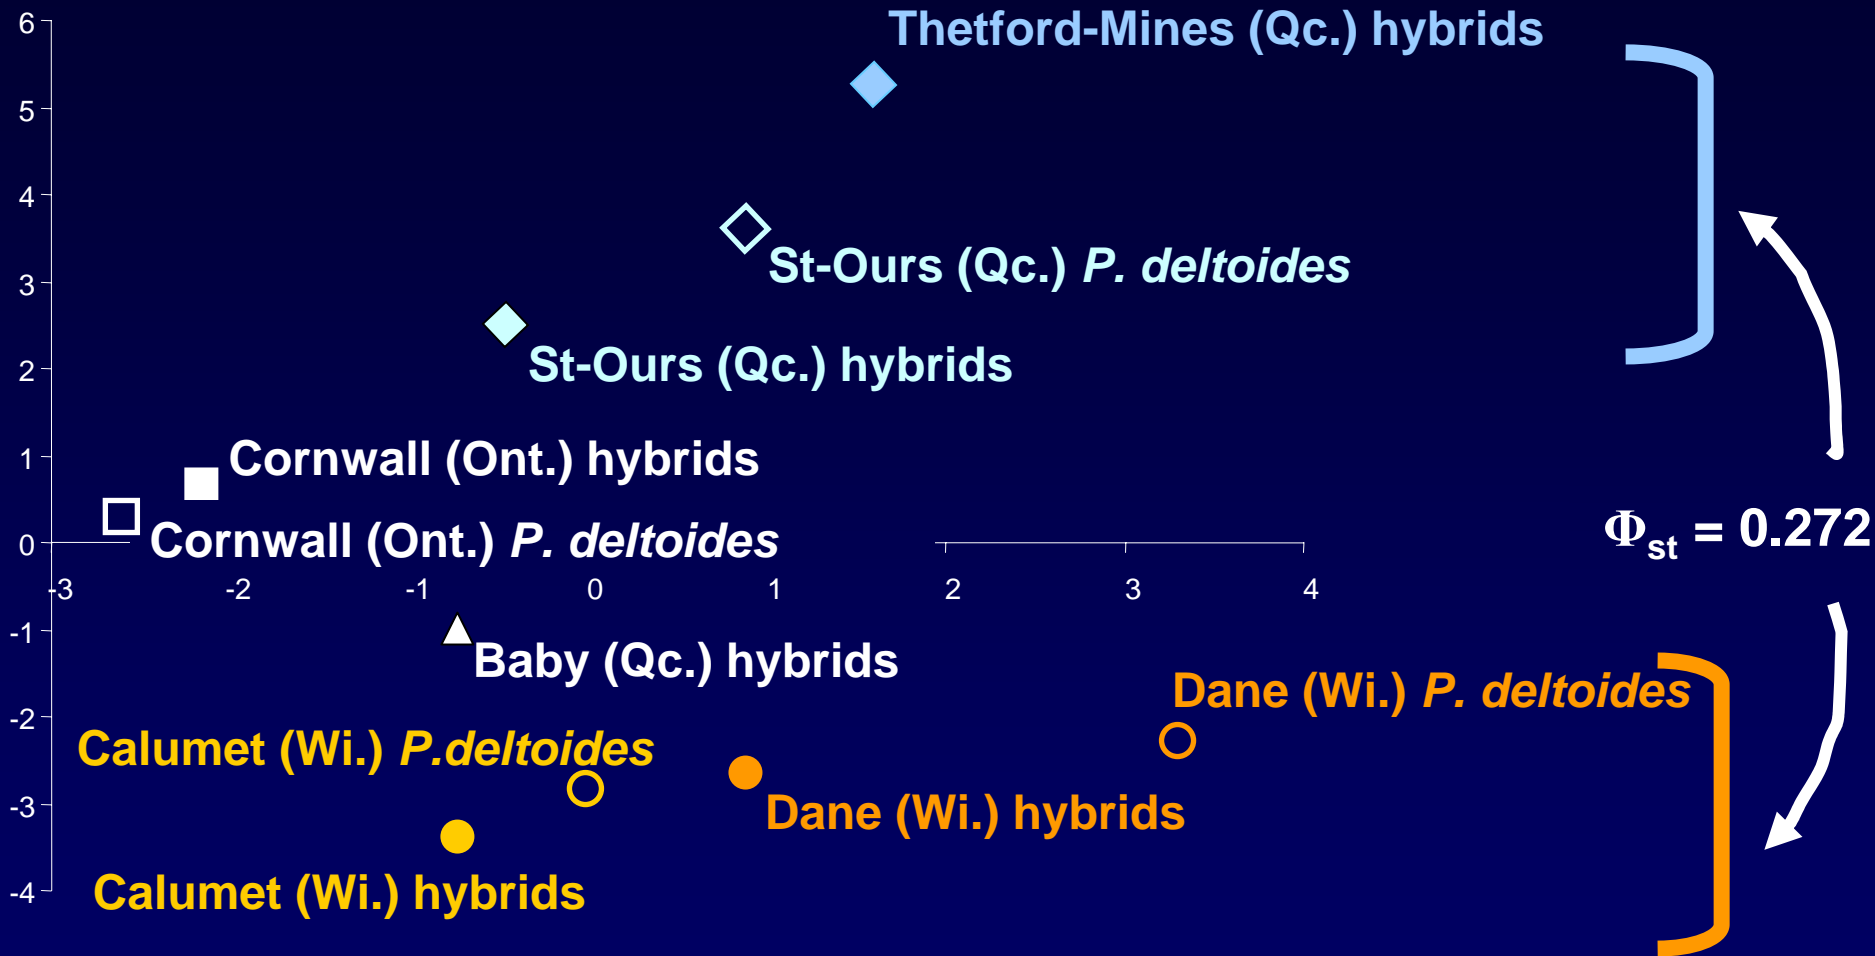 6
Thetford-Mines (Qc.) hybrids
5
4
St-Ours (Qc.) P. deltoides
3
St-Ours (Qc.) hybrids
2
Cornwall (Ont.) hybrids
1
Cornwall (Ont.) P. deltoides
Φst = 0.272
0
-3 -2 -1 0 1 2 3 4
-1
Baby (Qc.) hybrids
Dane (Wi.) P. deltoides
-2
Calumet (Wi.) P.deltoides
-3
Dane (Wi.) hybrids
-4
Calumet (Wi.) hybrids